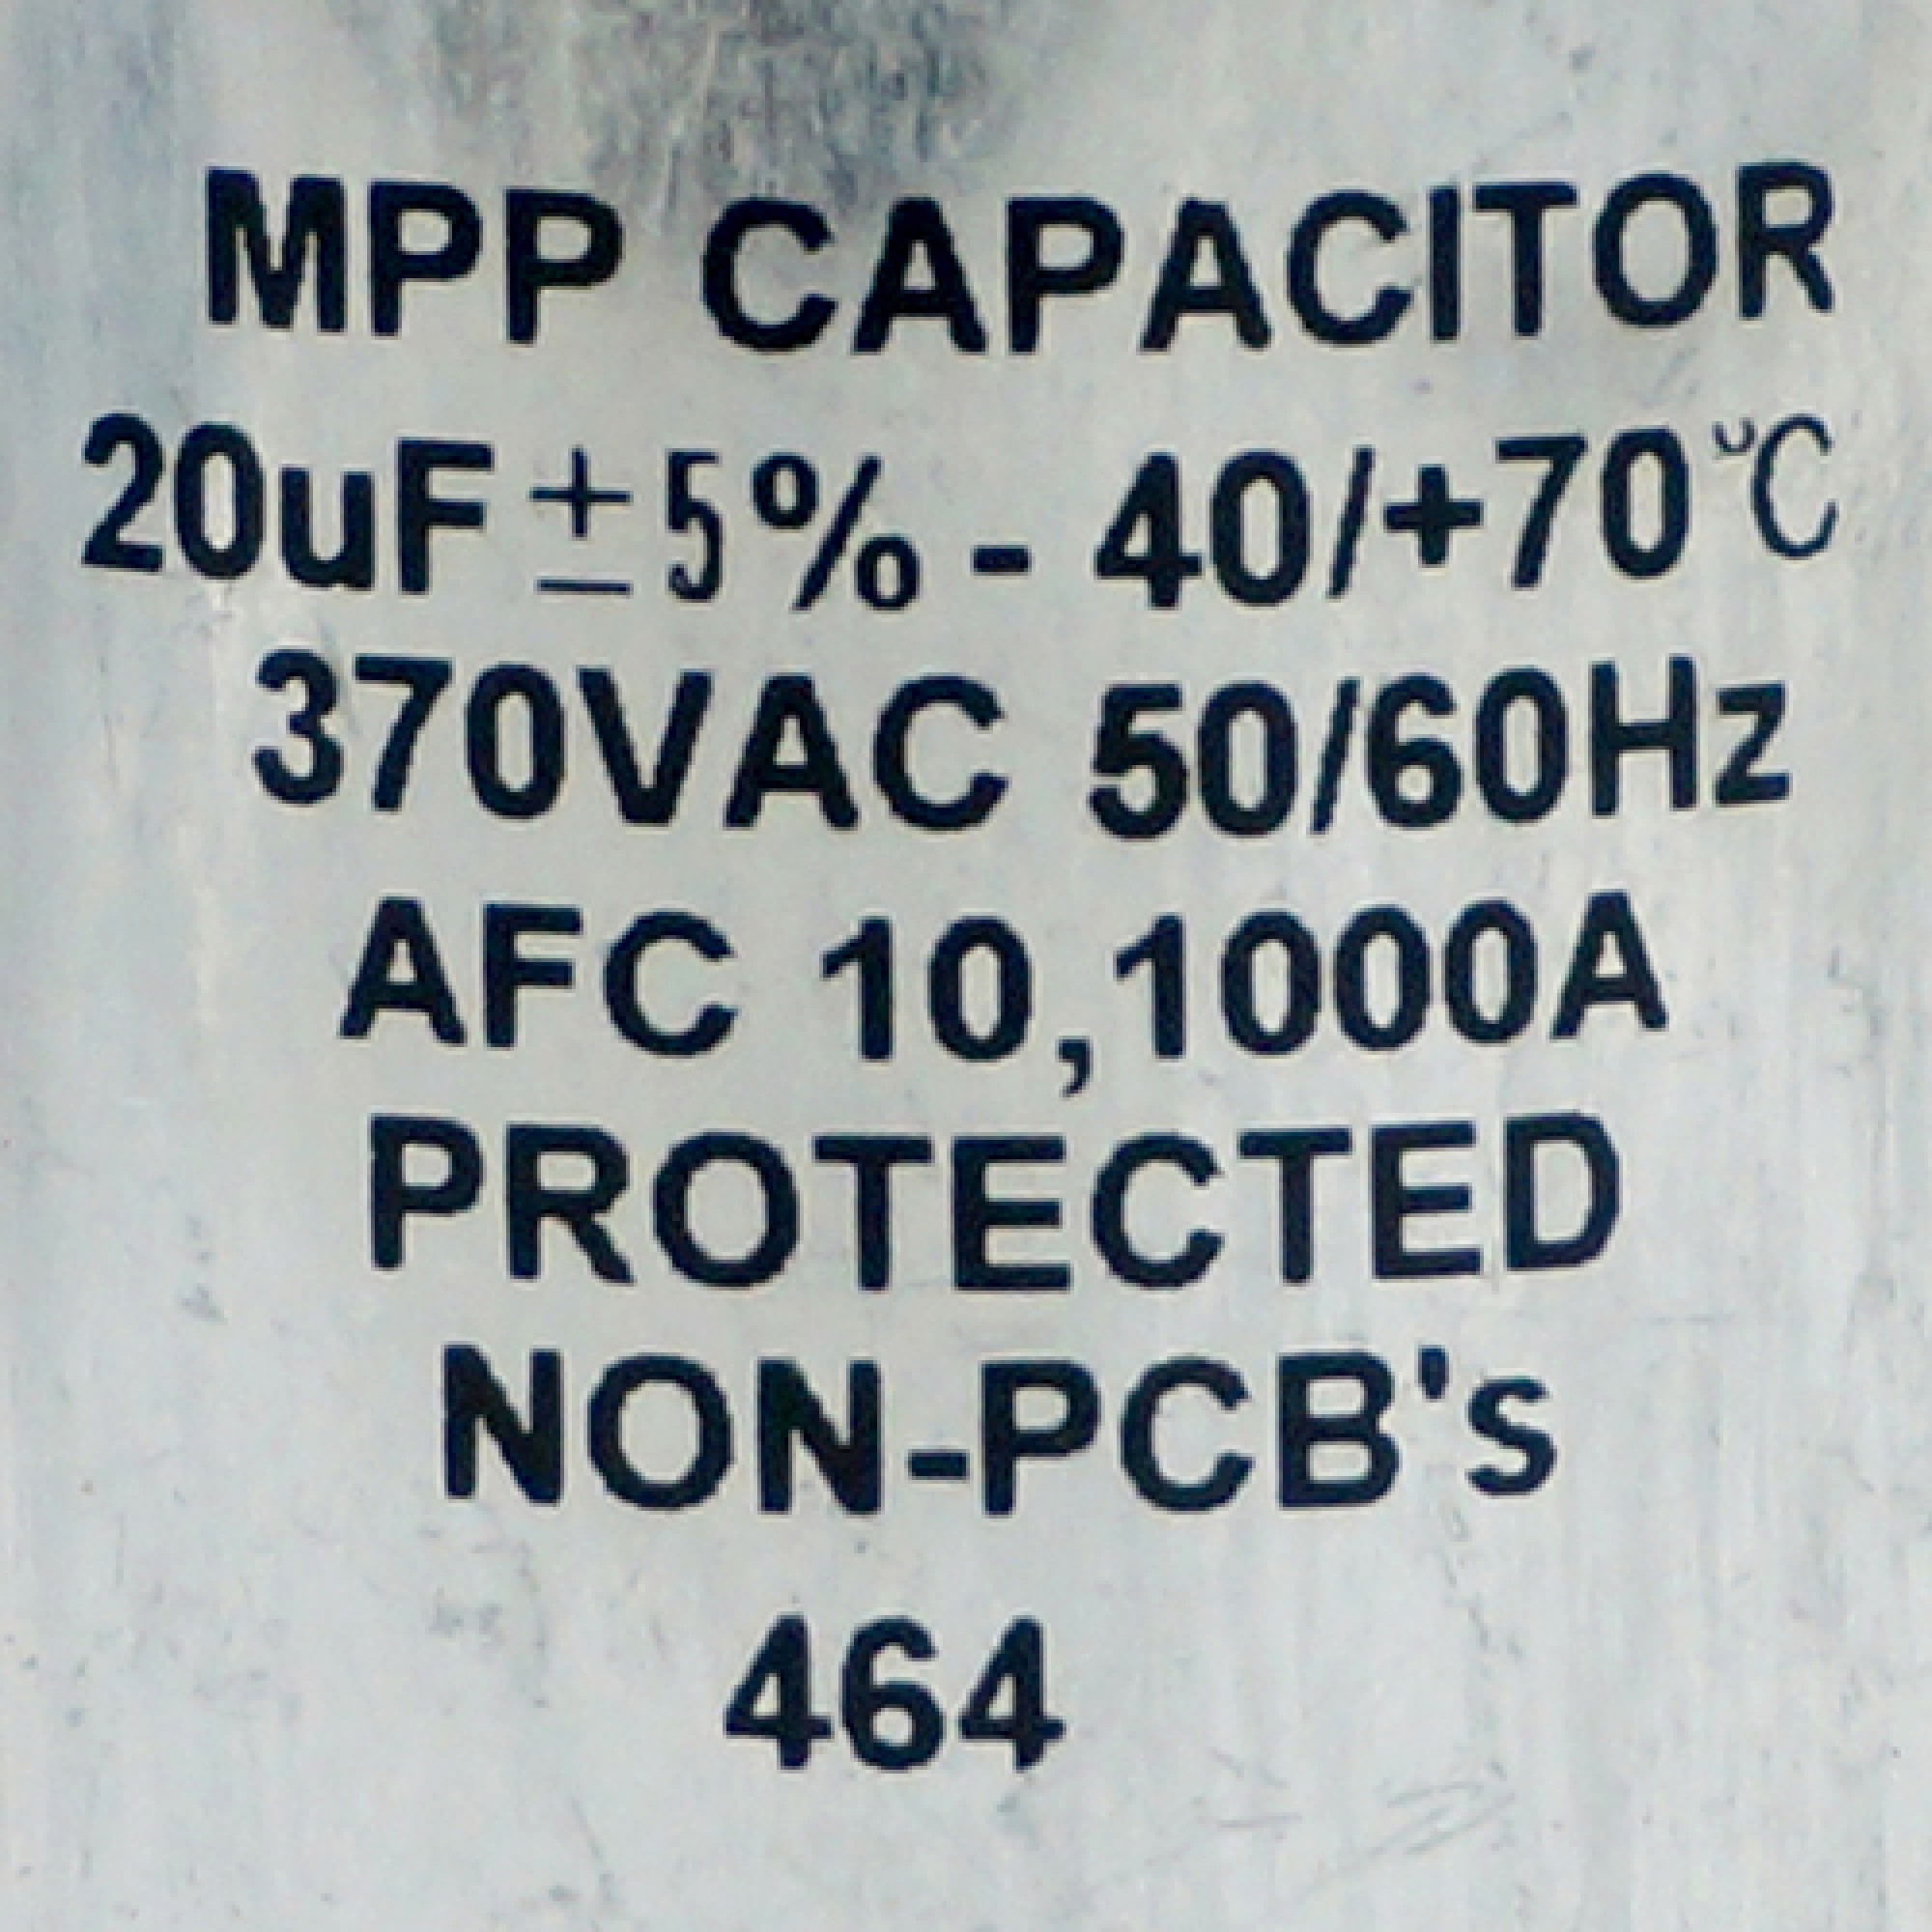 MPP CAPACITOR
20uF±5% - 40/+70℃
370VAC 50/60Hz
AFC 10,1000A
PROTECTED
NON-PCB's
464